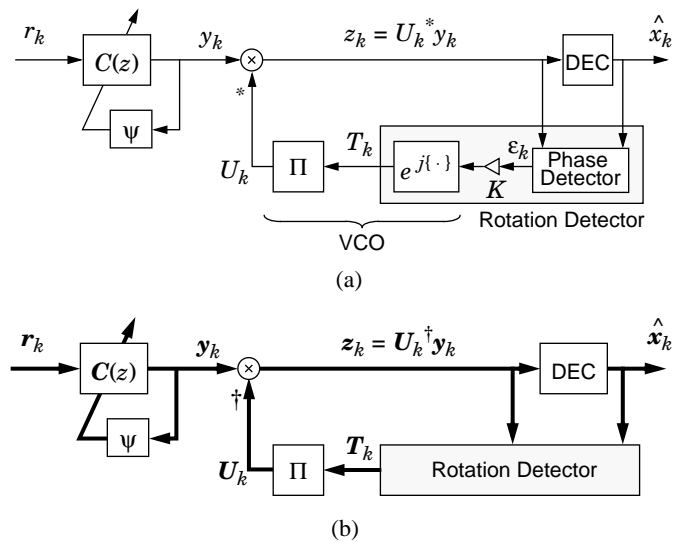 r_k
C(z)
y_k
z_k = U_k^* y_k
DEC
x̂_k
ψ
*
U_k
Π
T_k
e^{j{·}}
K
ε_k
Phase
Detector
VCO
Rotation Detector
(a)
r_k
C(z)
y_k
z_k = U_k^† y_k
DEC
x̂_k
ψ
†
U_k
Π
T_k
Rotation Detector
(b)